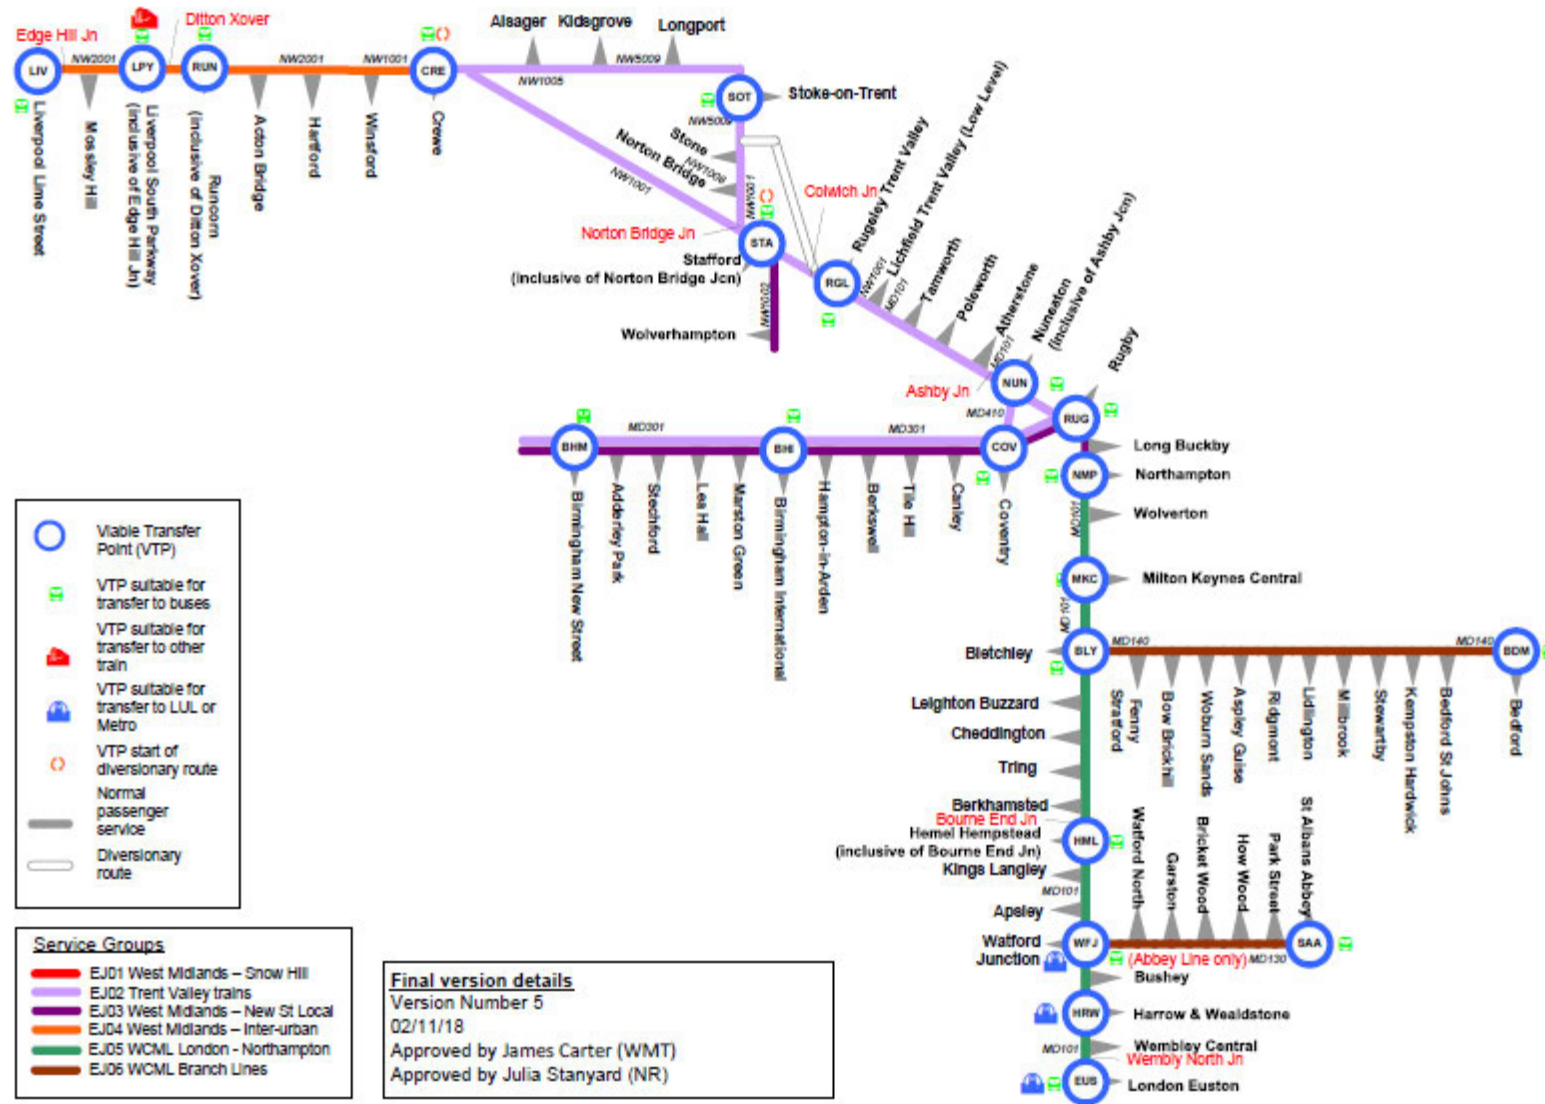 Edge Hill Jn
Ditton Xover
Alsager
Kidsgrove
Longport
NW2001
NW2001
NW1001
NW5009
NW1005
LIV
LPY
RUN
CRE
SOT
Stoke-on-Trent
NW5009
Liverpool Lime Street
Mossley Hill
Liverpool South Parkway
(inclusive of Edge Hill Jn)
Runcorn
(inclusive of Ditton Xover)
Acton Bridge
Hartford
Winsford
Crewe
Stone
Norton Bridge
NW1001
NW1001
Norton Bridge Jn
Colwich Jn
STA
Stafford
(inclusive of Norton Bridge Jcn)
Wolverhampton
RGL
Rugeley Trent Valley
Lichfield Trent Valley (Low Level)
NW1001
MD101
Tamworth
Polesworth
Atherstone
MD101
Nuneaton
(inclusive of Ashby Jcn)
Rugby
Ashby Jn
NUN
MD410
RUG
MD301
MD301
BHM
BHI
COV
Long Buckby
NMP
Northampton
Birmingham New Street
Adderley Park
Stechford
Lea Hall
Marston Green
Birmingham International
Hampton-in-Arden
Berkswell
Tile Hill
Canley
Coventry
MD101
Wolverton
MKC
Milton Keynes Central
MD101
Bletchley
BLY
MD140
MD140
BDM
Fenny
Stratford
Bow Brickhill
Woburn Sands
Aspley Guise
Ridgmont
Lidlington
Millbrook
Stewartby
Kempston Hardwick
Bedford St Johns
Bedford
Leighton Buzzard
Cheddington
Tring
Berkhamsted
Bourne End Jn
Hemel Hempstead
(inclusive of Bourne End Jn)
HML
Kings Langley
MD101
Apsley
Watford North
Garston
Bricket Wood
How Wood
Park Street
St Albans Abbey
Watford
Junction
WFJ
SAA
(Abbey Line only)
MD130
Bushey
HRW
Harrow & Wealdstone
MD101
Wembley Central
Wembly North Jn
EUS
London Euston
Viable Transfer
Point (VTP)
VTP suitable for
transfer to buses
VTP suitable for
transfer to other
train
VTP suitable for
transfer to LUL or
Metro
VTP start of
diversionary route
Normal
passenger
service
Diversionary
route
Service Groups
EJ01 West Midlands – Snow Hill
EJ02 Trent Valley trains
EJ03 West Midlands – New St Local
EJ04 West Midlands – Inter-urban
EJ05 WCML London - Northampton
EJ06 WCML Branch Lines
Final version details
Version Number 5
02/11/18
Approved by James Carter (WMT)
Approved by Julia Stanyard (NR)